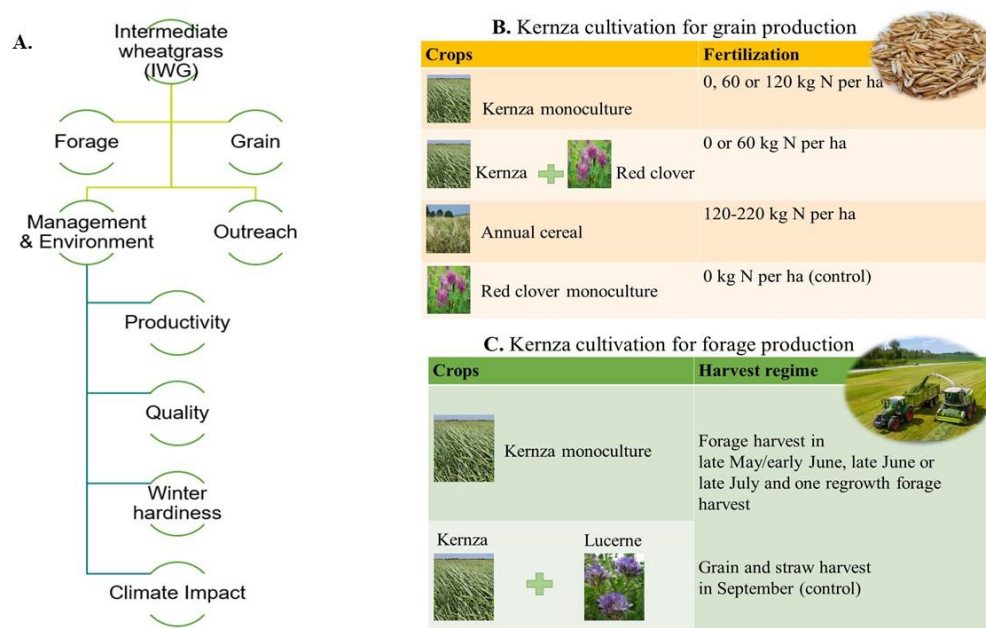 A.
Intermediate
wheatgrass
(IWG)
Forage
Grain
Management
& Environment
Outreach
Productivity
Quality
Winter
hardiness
Climate Impact
B. Kernza cultivation for grain production
Crops
Fertilization
Kernza monoculture
0, 60 or 120 kg N per ha
Kernza
Red clover
0 or 60 kg N per ha
Annual cereal
120-220 kg N per ha
Red clover monoculture
0 kg N per ha (control)
C. Kernza cultivation for forage production
Crops
Harvest regime
Kernza monoculture
Forage harvest in
late May/early June, late June or
late July and one regrowth forage
harvest
Kernza
Lucerne
Grain and straw harvest
in September (control)